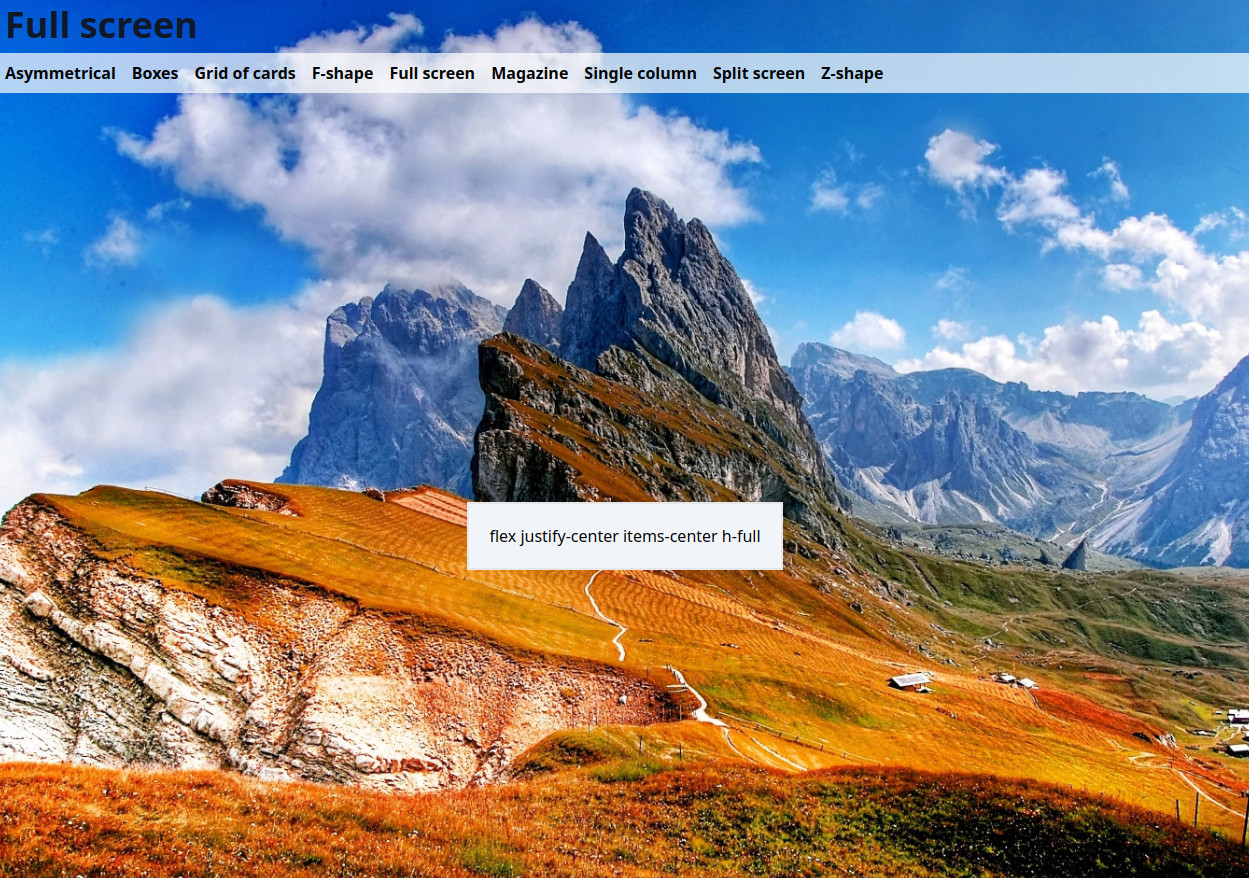 Full screen
Asymmetrical Boxes Grid of cards F-shape Full screen Magazine Single column Split screen Z-shape
flex justify-center items-center h-full